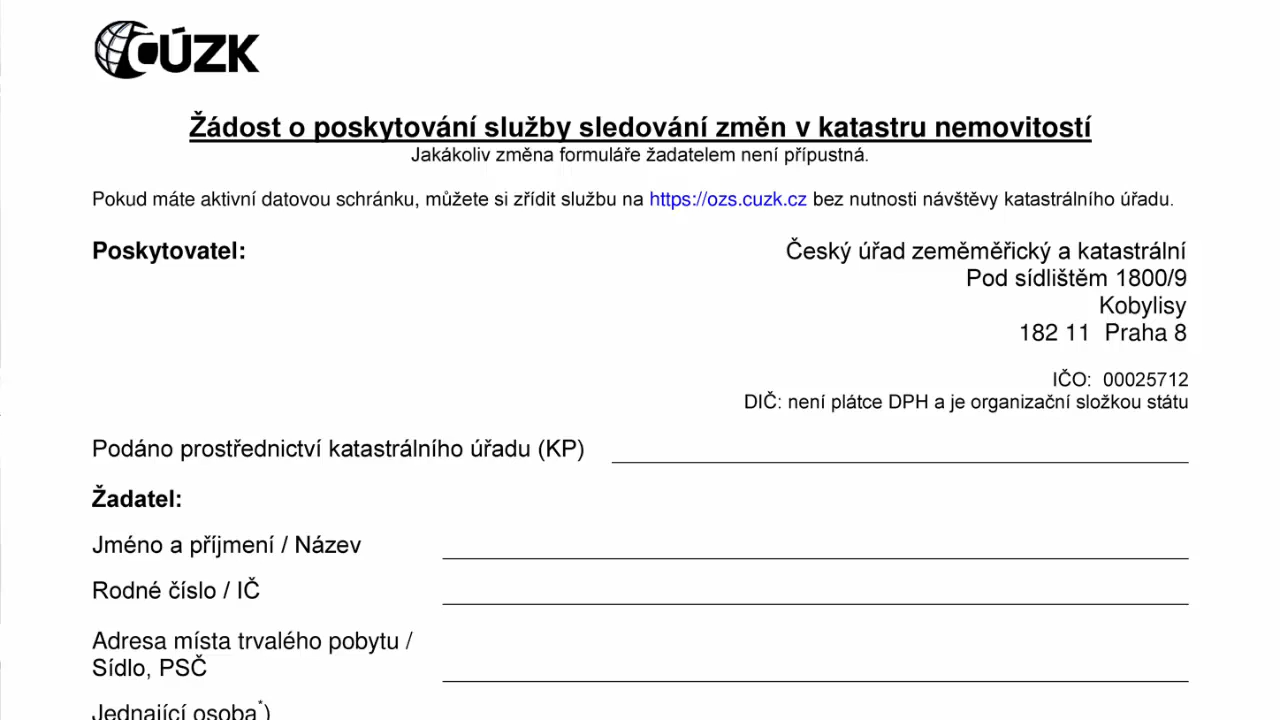 ČÚZK
Žádost o poskytování služby sledování změn v katastru nemovitostí
Jakákoliv změna formuláře žadatelem není přípustná.
Pokud máte aktivní datovou schránku, můžete si zřídit službu na https://ozs.cuzk.cz bez nutnosti návštěvy katastrálního úřadu.
Poskytovatel:
Český úřad zeměměřický a katastrální
Pod sídlištěm 1800/9
Kobylisy
182 11 Praha 8
IČO: 00025712
DIČ: není plátce DPH a je organizační složkou státu
Podáno prostřednictví katastrálního úřadu (KP)
Žadatel:
Jméno a příjmení / Název
Rodné číslo / IČ
Adresa místa trvalého pobytu /
Sídlo, PSČ
Jednající osoba*)